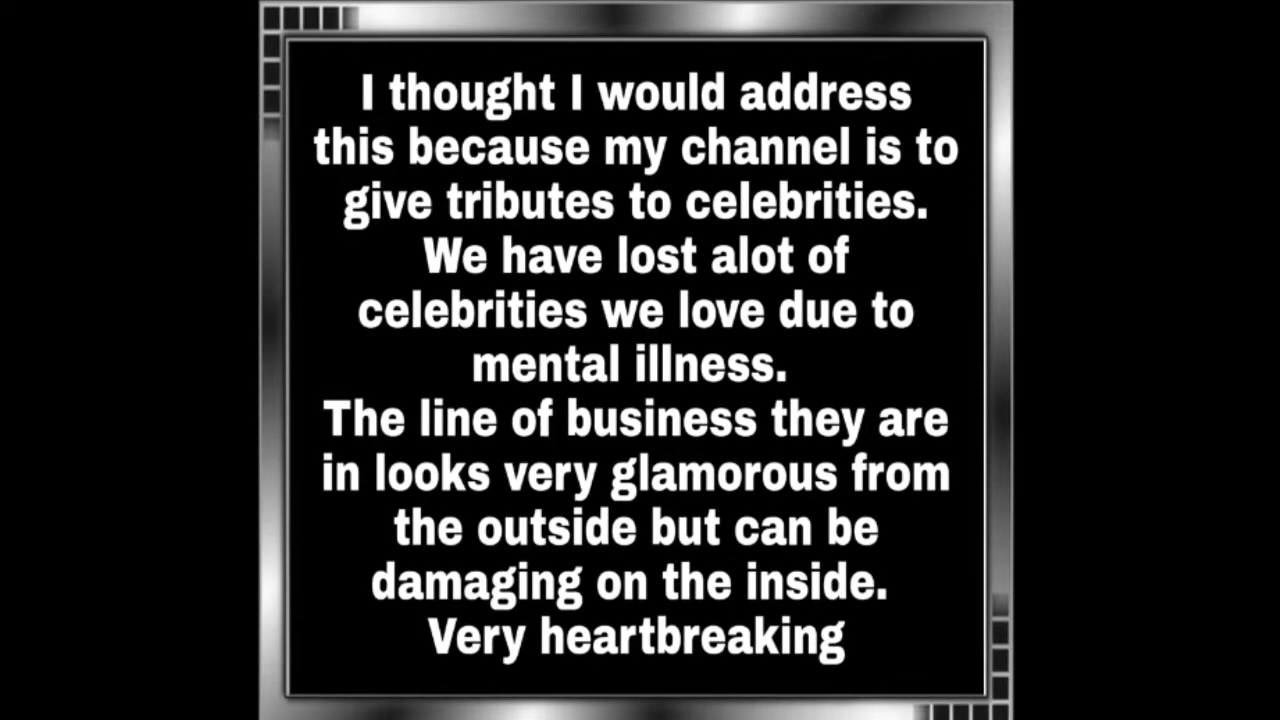 I thought I would address
this because my channel is to
give tributes to celebrities.
We have lost alot of
celebrities we love due to
mental illness.
The line of business they are
in looks very glamorous from
the outside but can be
damaging on the inside.
Very heartbreaking